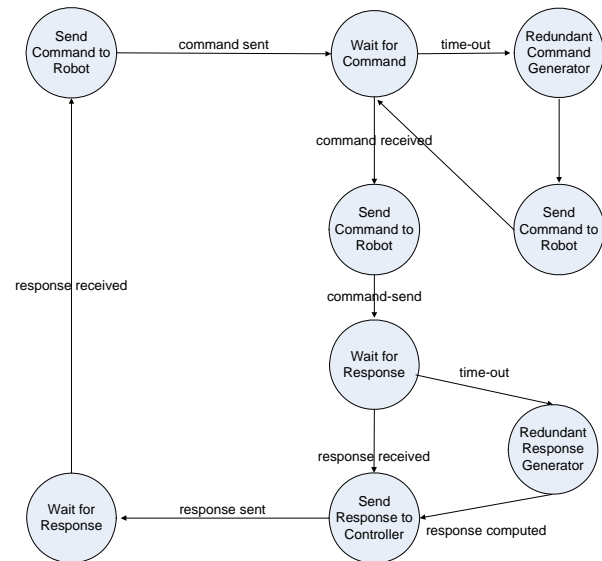 Send
Command to
Robot
command sent
Wait for
Command
time-out
Redundant
Command
Generator
command received
Send
Command to
Robot
Send
Command to
Robot
response received
command-send
Wait for
Response
time-out
Redundant
Response
Generator
response received
Wait for
Response
response sent
Send
Response to
Controller
response computed